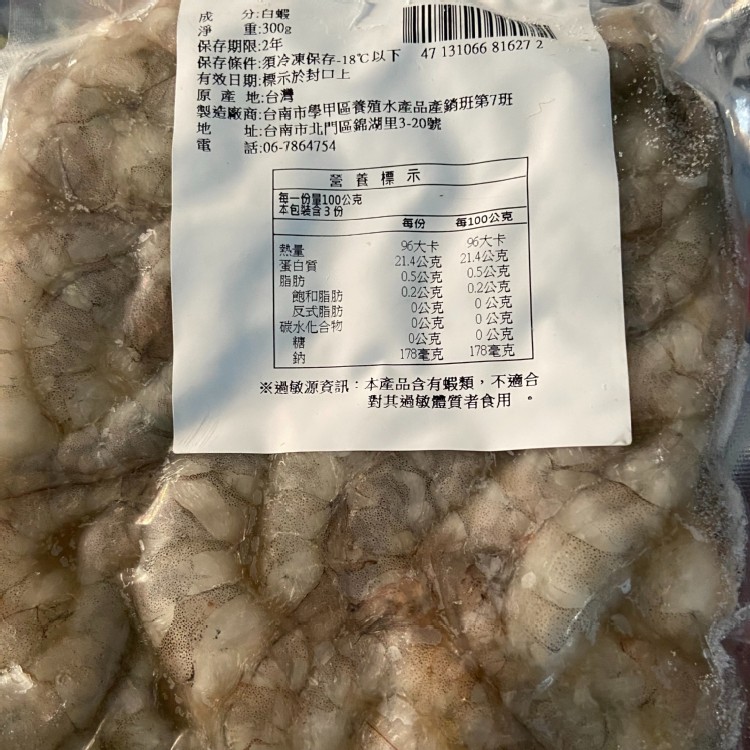 成 分:白蝦
淨 重:300g
保存期限:2年
保存條件:須冷凍保存-18℃以下
有效日期:標示於封口上
原 產 地:台灣
製造廠商:台南市學甲區養殖水產品產銷班第7班
地 址:台南市北門區錦湖里3-20號
電 話:06-7864754
47 131066 81627 2
營養標示
每一份量100公克
本包裝含3份
每份 每100公克
熱量 96大卡 96大卡
蛋白質 21.4公克 21.4公克
脂肪 0.5公克 0.5公克
飽和脂肪 0.2公克 0.2公克
反式脂肪 0公克 0公克
碳水化合物 0公克 0公克
糖 0公克 0公克
鈉 178毫克 178毫克
※過敏源資訊：本產品含有蝦類，不適合
對其過敏體質者食用。